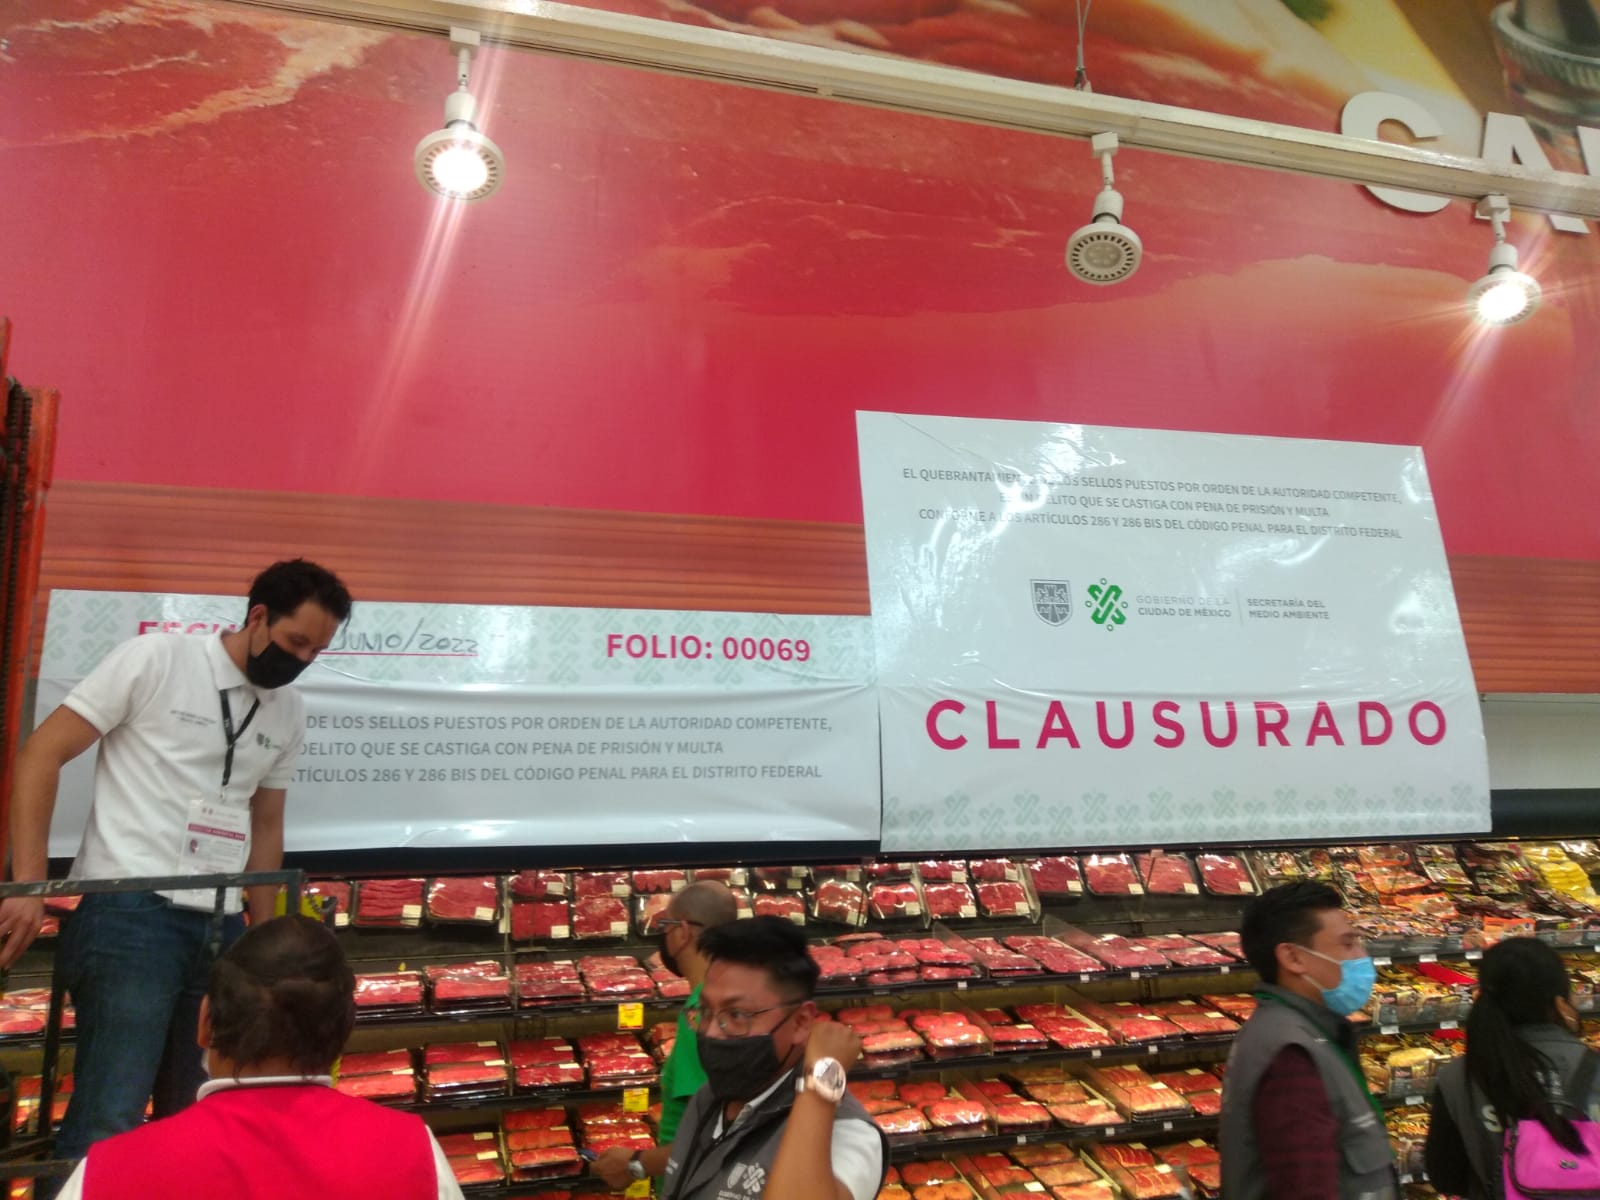 SA
EL QUEBRANTAMIEN LOS SELLOS PUESTOS POR ORDEN DE LA AUTORIDAD COMPETENTE,
ES UN DELITO QUE SE CASTIGA CON PENA DE PRISIÓN Y MULTA
CONFORME A LOS ARTÍCULOS 286 Y 286 BIS DEL CÓDIGO PENAL PARA EL DISTRITO FEDERAL
GOBIERNO DE LA
CIUDAD DE MÉXICO
SECRETARÍA DEL
MEDIO AMBIENTE
CLAUSURADO
JUNIO/2022
FOLIO: 00069
DE LOS SELLOS PUESTOS POR ORDEN DE LA AUTORIDAD COMPETENTE,
DELITO QUE SE CASTIGA CON PENA DE PRISIÓN Y MULTA
TÍCULOS 286 Y 286 BIS DEL CÓDIGO PENAL PARA EL DISTRITO FEDERAL